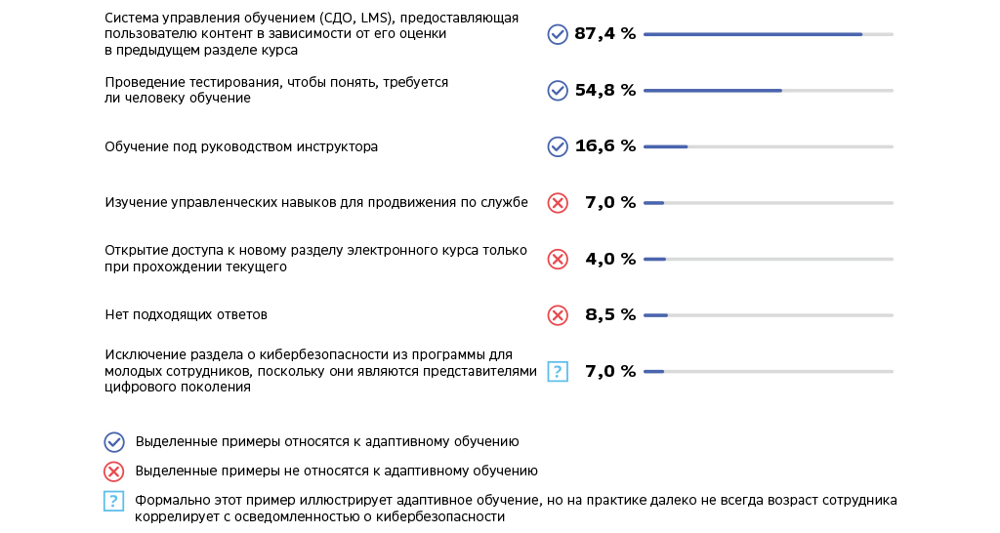 Система управления обучением (СДО, LMS), предоставляющая
пользователю контент в зависимости от его оценки
в предыдущем разделе курса
87,4 %
Проведение тестирования, чтобы понять, требуется
ли человеку обучение
54,8 %
Обучение под руководством инструктора
16,6 %
Изучение управленческих навыков для продвижения по службе
7,0 %
Открытие доступа к новому разделу электронного курса только
при прохождении текущего
4,0 %
Нет подходящих ответов
8,5 %
Исключение раздела о кибербезопасности из программы для
молодых сотрудников, поскольку они являются представителями
цифрового поколения
?
7,0 %
Выделенные примеры относятся к адаптивному обучению
Выделенные примеры не относятся к адаптивному обучению
?
Формально этот пример иллюстрирует адаптивное обучение, но на практике далеко не всегда возраст сотрудника
коррелирует с осведомленностью о кибербезопасности